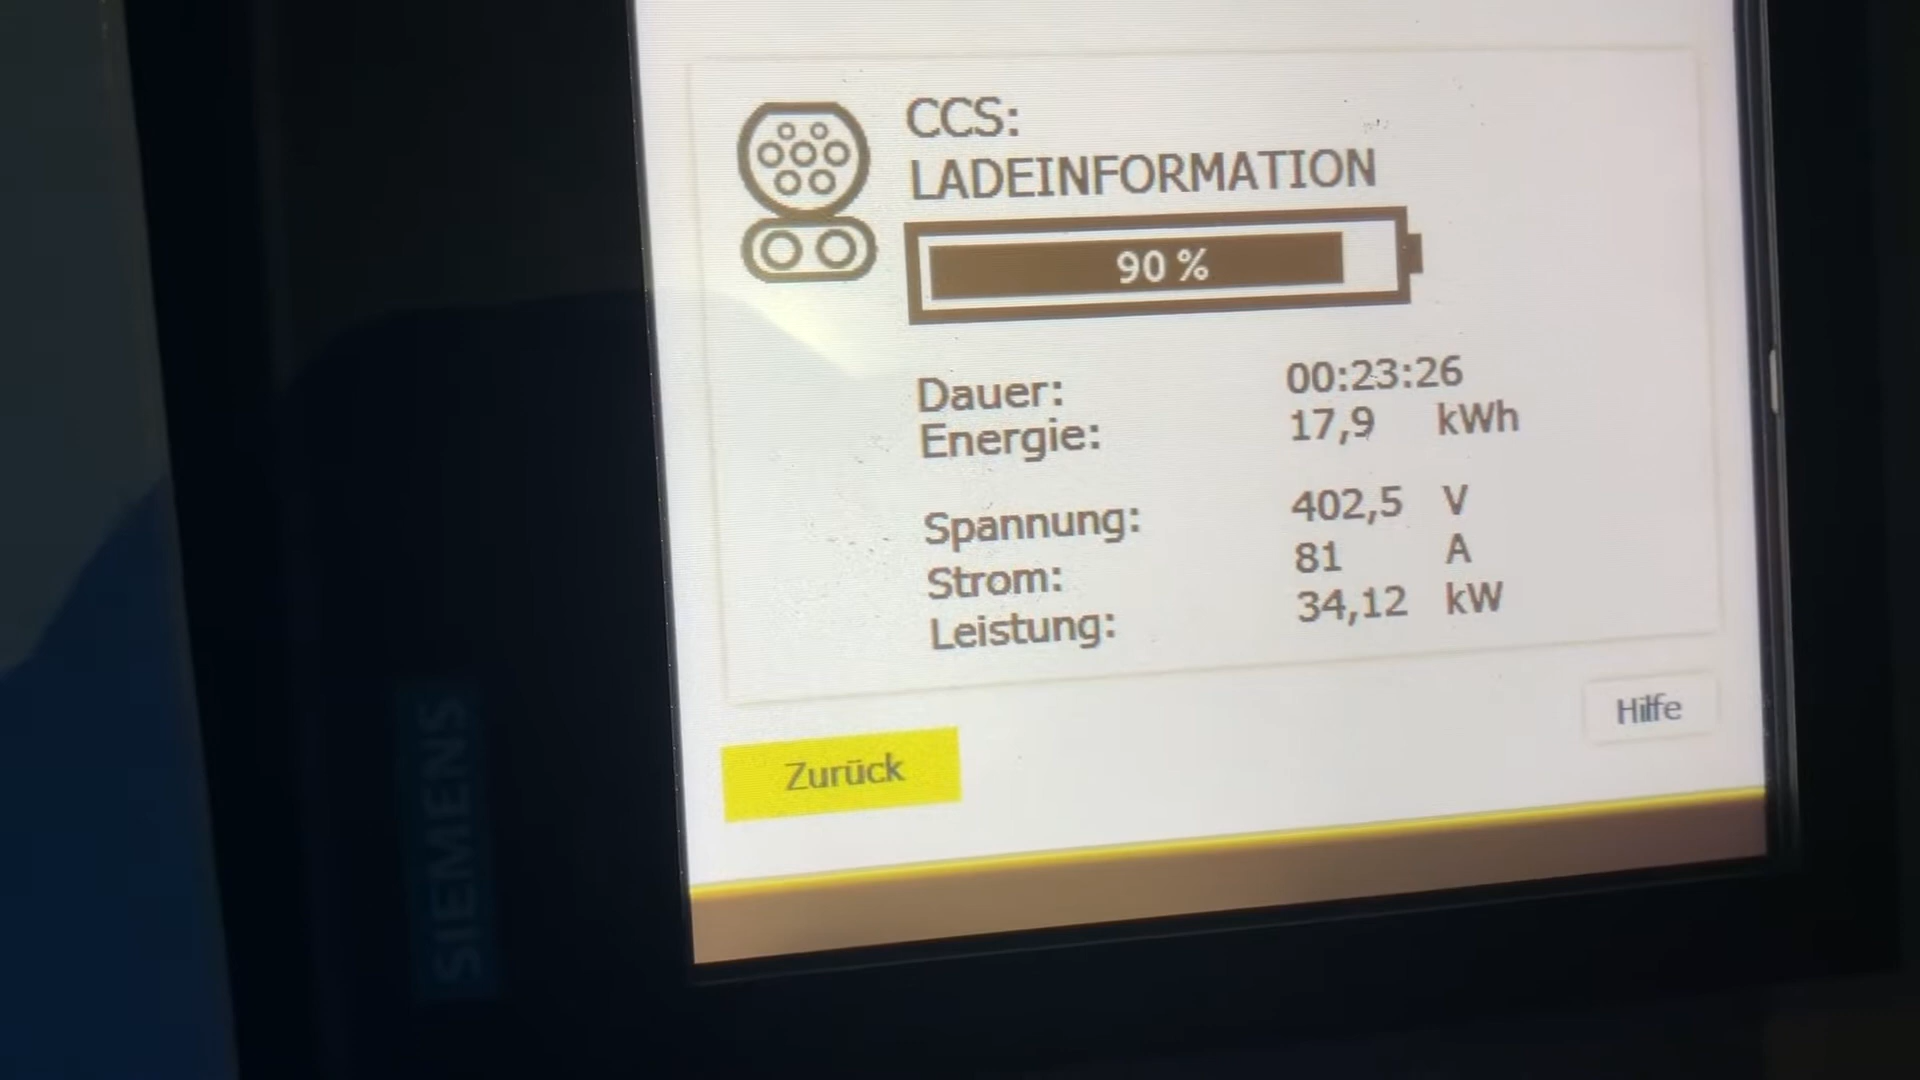 CCS:
LADEINFORMATION
90 %
Dauer: 00:23:26
Energie: 17,9 kWh
Spannung: 402,5 V
Strom: 81 A
Leistung: 34,12 kW
Hilfe
Zurück
SIEMENS